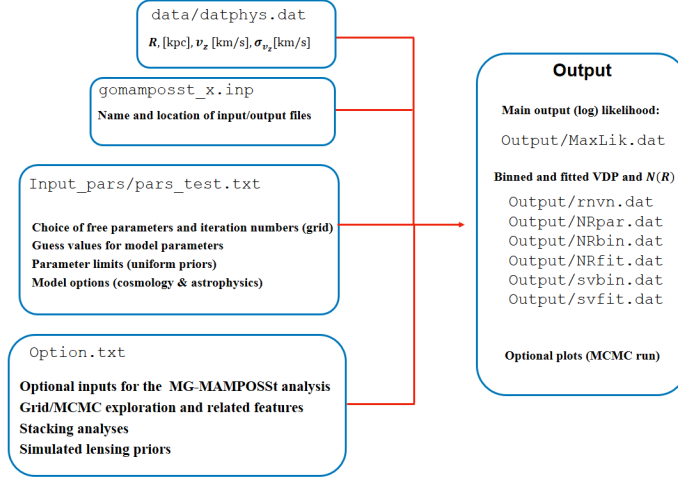 data/datphys.dat
R, [kpc], v_z [km/s], σ_{v_z}[km/s]
gomamposst_x.inp
Name and location of input/output files
Input_pars/pars_test.txt
Choice of free parameters and iteration numbers (grid)
Guess values for model parameters
Parameter limits (uniform priors)
Model options (cosmology & astrophysics)
Option.txt
Optional inputs for the MG-MAMPOSSt analysis
Grid/MCMC exploration and related features
Stacking analyses
Simulated lensing priors
Output
Main output (log) likelihood:
Output/MaxLik.dat
Binned and fitted VDP and N(R)
Output/rnvn.dat
Output/NRpar.dat
Output/NRbin.dat
Output/NRfit.dat
Output/svbin.dat
Output/svfit.dat
Optional plots (MCMC run)